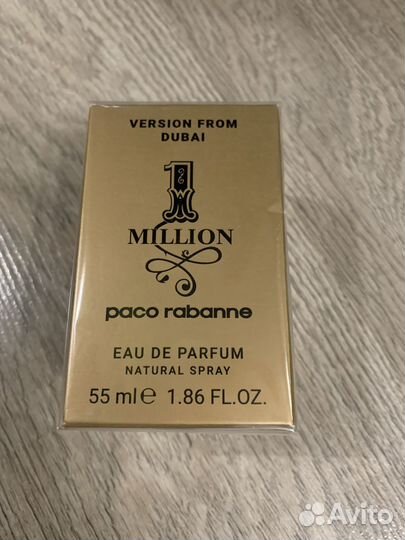 VERSION FROM
DUBAI
1
MILLION
paco rabanne
EAU DE PARFUM
NATURAL SPRAY
55 ml e 1.86 FL.OZ.
Avito